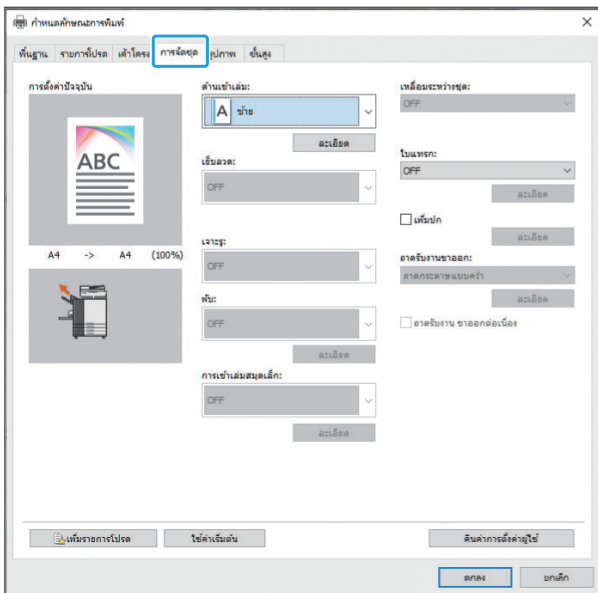 กำหนดลักษณะการพิมพ์
พื้นฐาน รายการโปรด เค้าโครง การจัดชุด รูปภาพ ขั้นสูง
การตั้งค่าปัจจุบัน
ABC
A4 -> A4 (100%)
ด้านเข้าเล่ม:
A ซ้าย
ละเอียด
เย็บลวด:
OFF
เจาะรู:
OFF
พับ:
OFF
ละเอียด
การเข้าเล่มสมุดเล็ก:
OFF
ละเอียด
เหลื่อมระหว่างชุด:
OFF
ใบแทรก:
OFF
ละเอียด
เพิ่มปก
ละเอียด
ถาดรับงานขาออก:
ถาดกระดาษแบบคว่ำ
ละเอียด
ถาดรับงาน ขาออกต่อเนื่อง
เพิ่มรายการโปรด ใช้ค่าเริ่มต้น คืนค่าการตั้งค่าผู้ใช้
ตกลง ยกเลิก